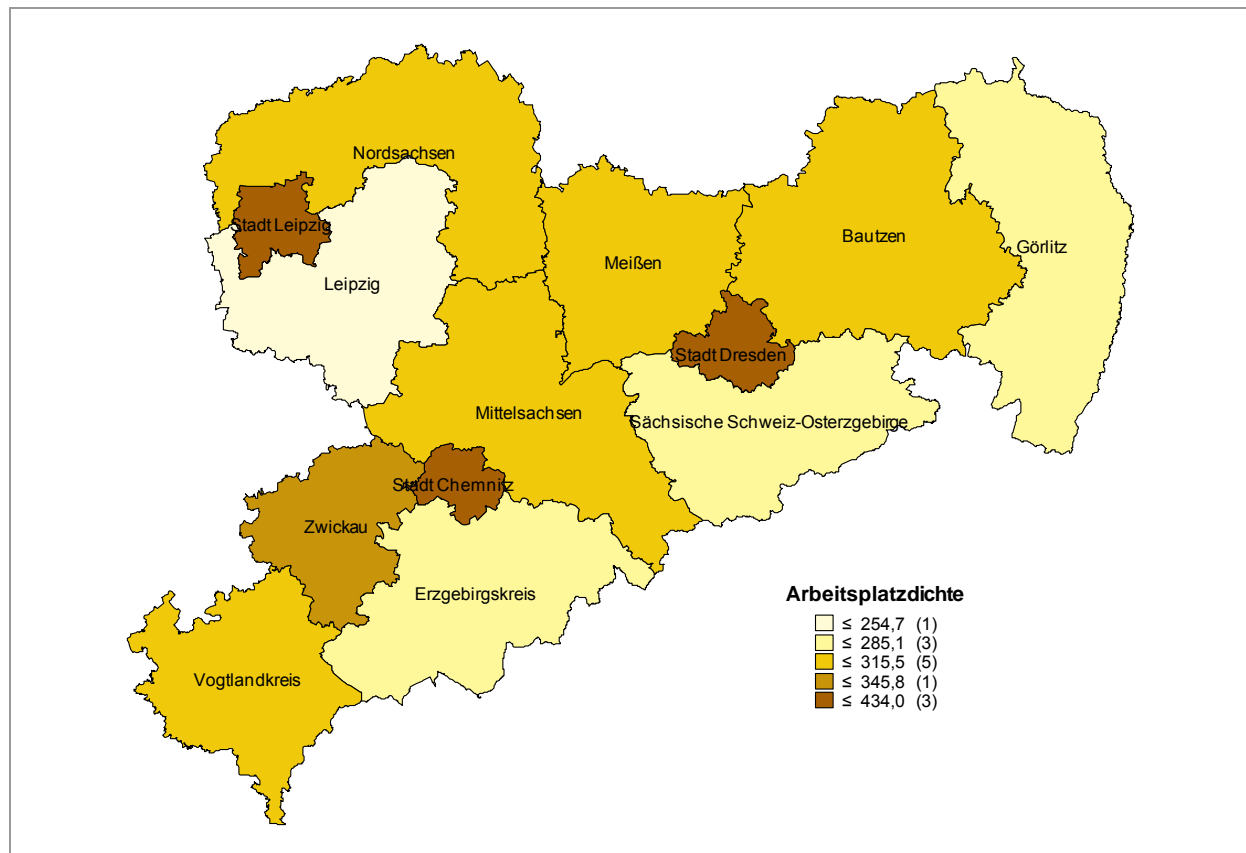 Nordsachsen
Stadt Leipzig
Bautzen
Görlitz
Meißen
Leipzig
Stadt Dresden
Mittelsachsen
Sächsische Schweiz-Osterzgebirge
Stadt Chemnitz
Zwickau
Erzgebirgskreis
Vogtlandkreis
Arbeitsplatzdichte
≤ 254,7 (1)
≤ 285,1 (3)
≤ 315,5 (5)
≤ 345,8 (1)
≤ 434,0 (3)